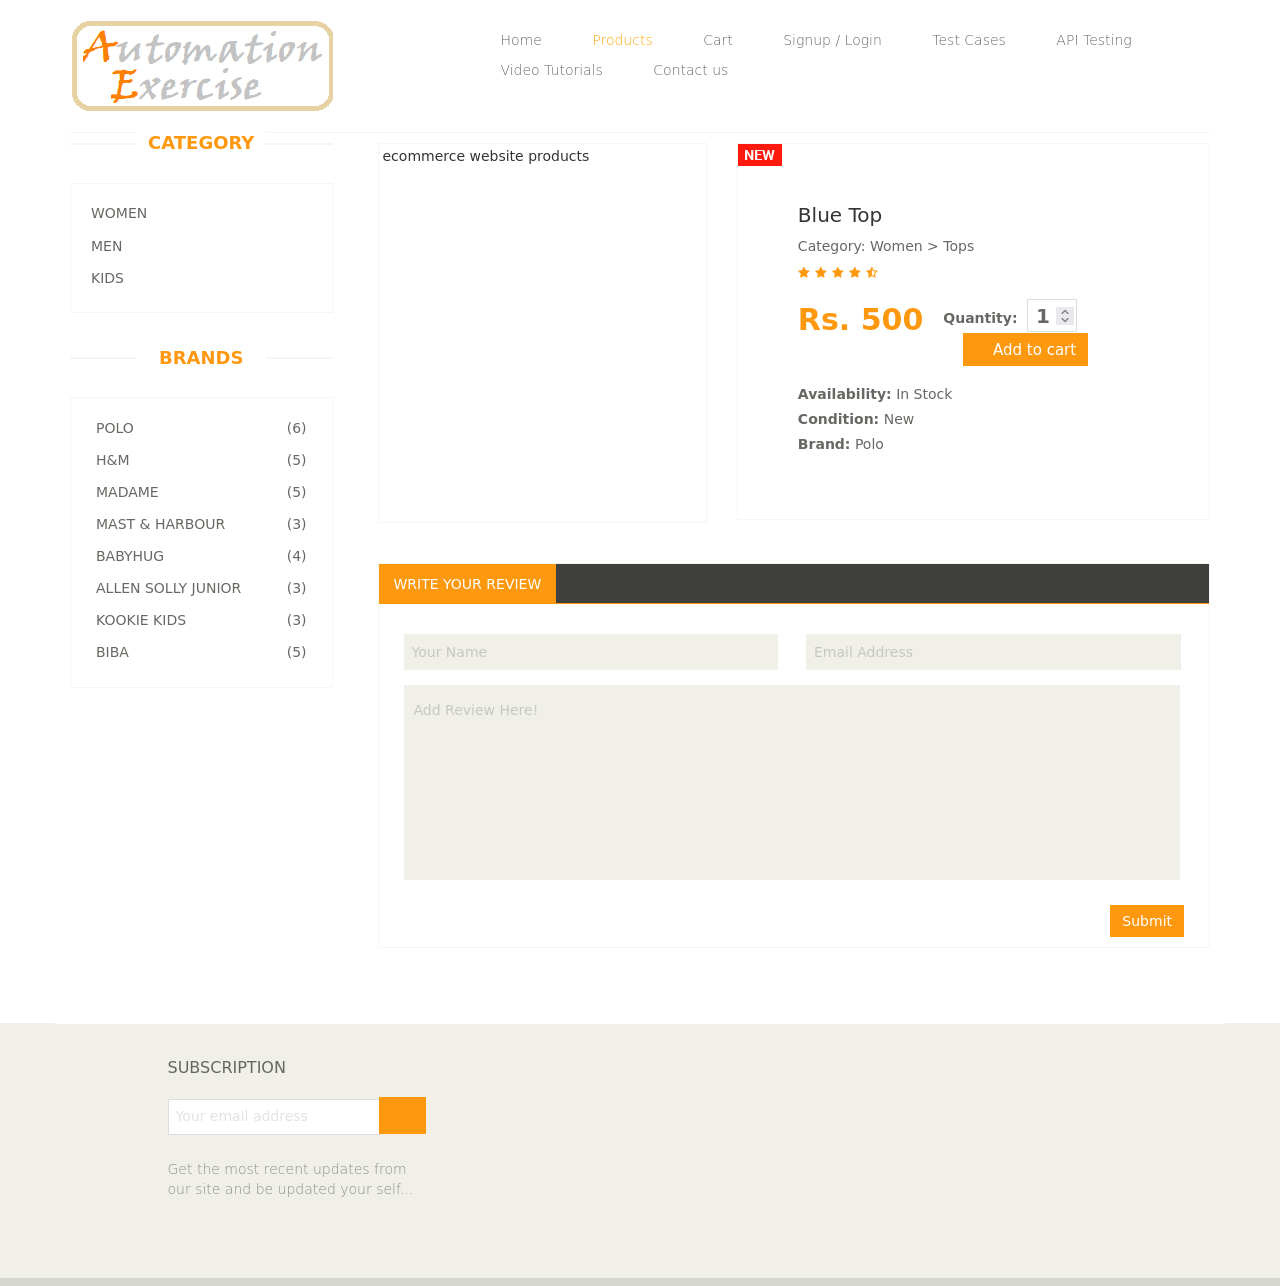 Automation
Exercise
Home
Products
Cart
Signup / Login
Test Cases
API Testing
Video Tutorials
Contact us
CATEGORY
WOMEN
MEN
KIDS
BRANDS
POLO (6)
H&M (5)
MADAME (5)
MAST & HARBOUR (3)
BABYHUG (4)
ALLEN SOLLY JUNIOR (3)
KOOKIE KIDS (3)
BIBA (5)
ecommerce website products
NEW
Blue Top
Category: Women > Tops
Rs. 500 Quantity: 1
Add to cart
Availability: In Stock
Condition: New
Brand: Polo
WRITE YOUR REVIEW
Your Name
Email Address
Add Review Here!
Submit
SUBSCRIPTION
Your email address
Get the most recent updates from
our site and be updated your self...